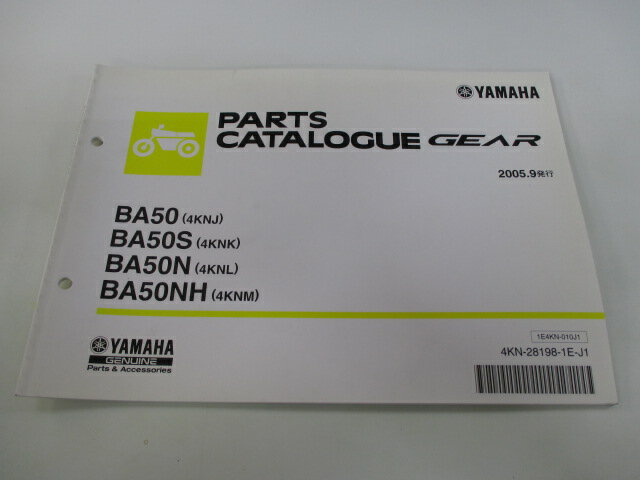 YAMAHA
PARTS
CATALOGUE GEAR
2005.9発行
BA50 (4KNJ)
BA50S (4KNK)
BA50N (4KNL)
BA50NH (4KNM)
1E4KN-010J1
YAMAHA
GENUINE
Parts & Accessories
4KN-28198-1E-J1